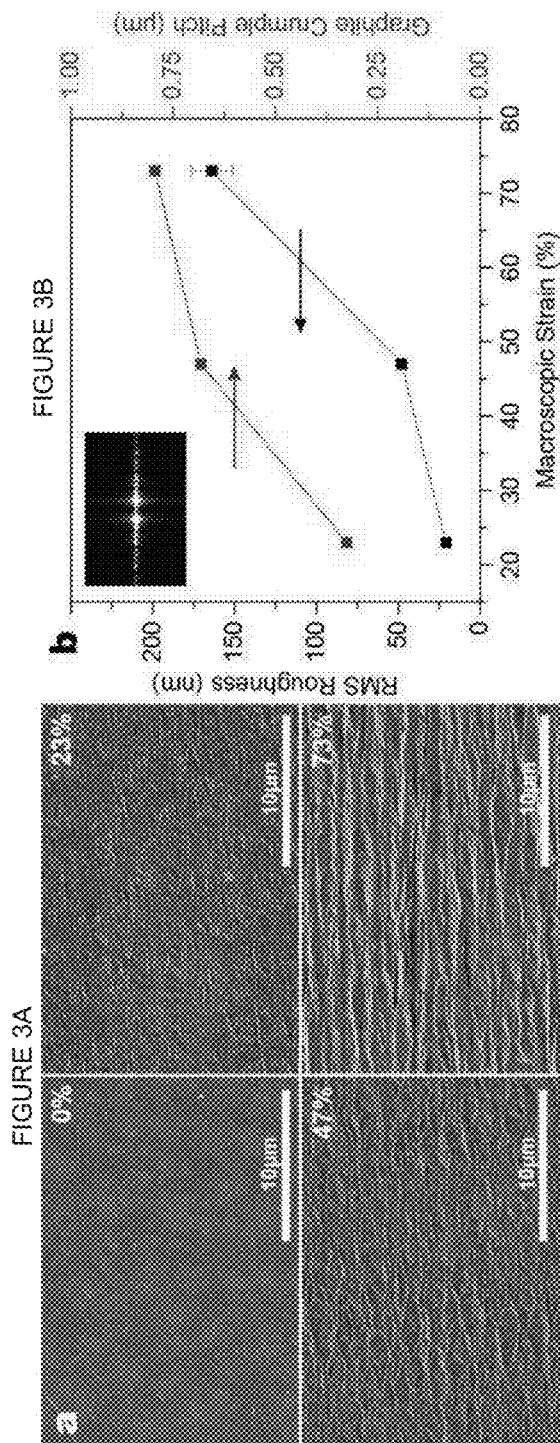 FIGURE 3A
a
0%
10μm
23%
10μm
47%
10μm
73%
10μm
FIGURE 3B
b
RMS Roughness (nm)
200
150
100
50
0
20
30
40
50
60
70
80
Macroscopic Strain (%)
1.00
0.75
0.50
0.25
0.00
Graphite Crumple Pitch (μm)